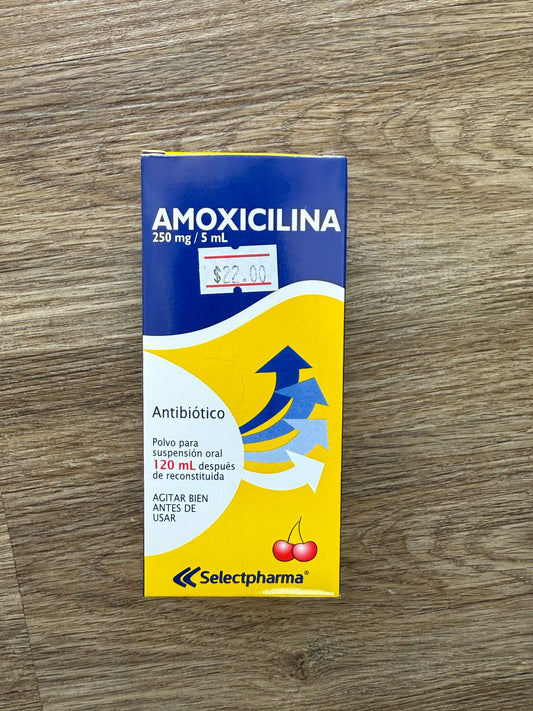 AMOXICILINA
250 mg / 5 mL
$22.00
Antibiótico
Polvo para
suspensión oral
120 mL después
de reconstituida
AGITAR BIEN
ANTES DE
USAR
Selectpharma®